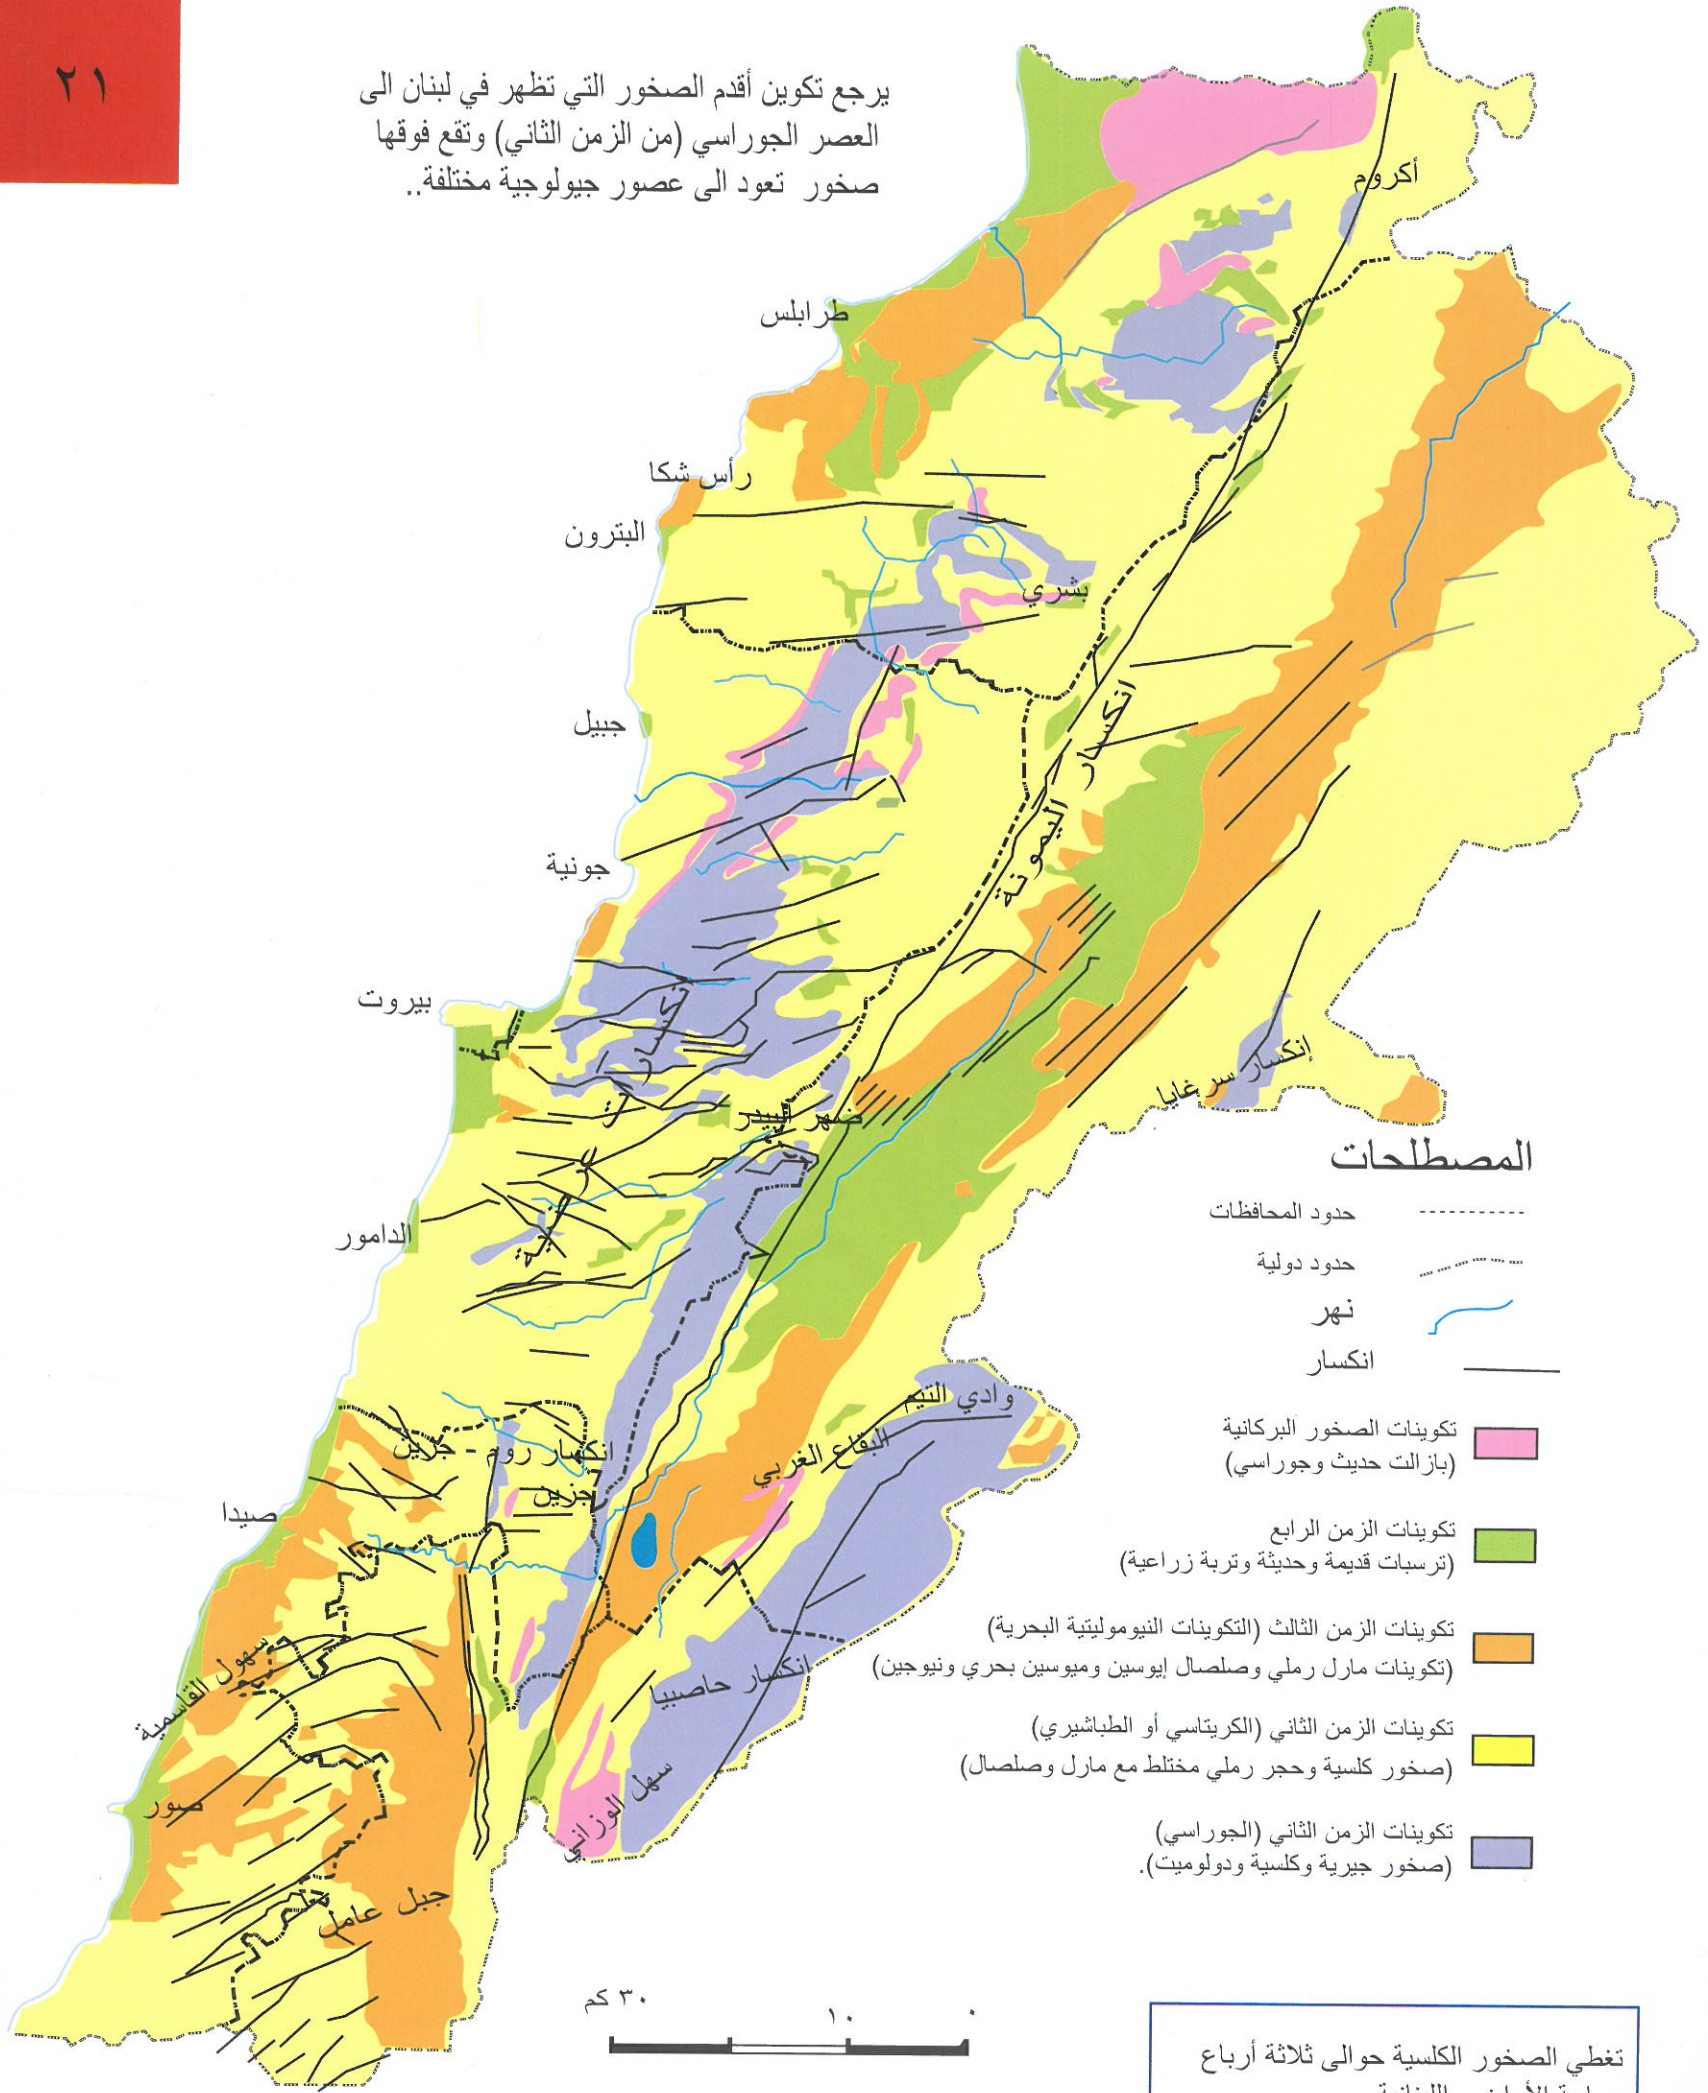 ٢١
يرجع تكوين أقدم الصخور التي تظهر في لبنان الى
العصر الجوراسي (من الزمن الثاني) وتقع فوقها
صخور تعود الى عصور جيولوجية مختلفة..
أكروم
طرابلس
رأس شكا
البترون
بشري
جبيل
انكسار اليمونة
جونية
بيروت
انكسارات عرضية
إنكسار سرغايا
ضهر البيدر
الدامور
وادي التيم
البقاع الغربي
انكسار روم - جزين
جزين
صيدا
انكسار حاصبيا
سهول القاسمية
سهل الوزاني
صور
جبل عامل
المصطلحات
حدود المحافظات
حدود دولية
نهر
انكسار
تكوينات الصخور البركانية
(بازالت حديث وجوراسي)
تكوينات الزمن الرابع
(ترسبات قديمة وحديثة وتربة زراعية)
تكوينات الزمن الثالث (التكوينات النيوموليتية البحرية)
(تكوينات مارل رملي وصلصال إيوسين وميوسين بحري ونيوجين)
تكوينات الزمن الثاني (الكريتاسي أو الطباشيري)
(صخور كلسية وحجر رملي مختلط مع مارل وصلصال)
تكوينات الزمن الثاني (الجوراسي)
(صخور جيرية وكلسية ودولوميت).
٠ ١٠ ٣٠ كم
تغطي الصخور الكلسية حوالى ثلاثة أرباع